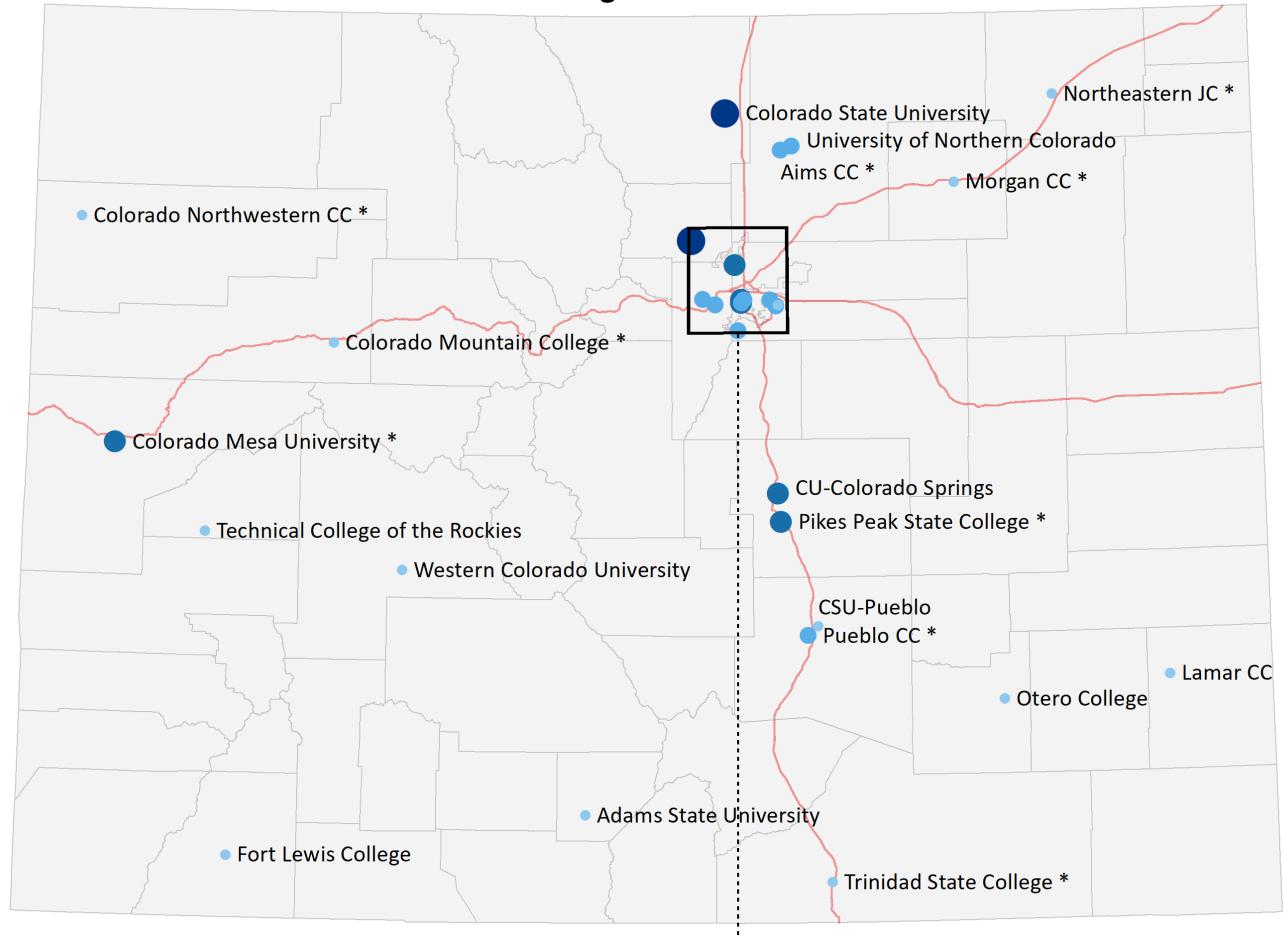 Northeastern JC *
Colorado State University
University of Northern Colorado
Aims CC *
Morgan CC *
Colorado Northwestern CC *
Colorado Mountain College *
Colorado Mesa University *
CU-Colorado Springs
Pikes Peak State College *
Technical College of the Rockies
Western Colorado University
CSU-Pueblo
Pueblo CC *
Lamar CC
Otero College
Adams State University
Fort Lewis College
Trinidad State College *